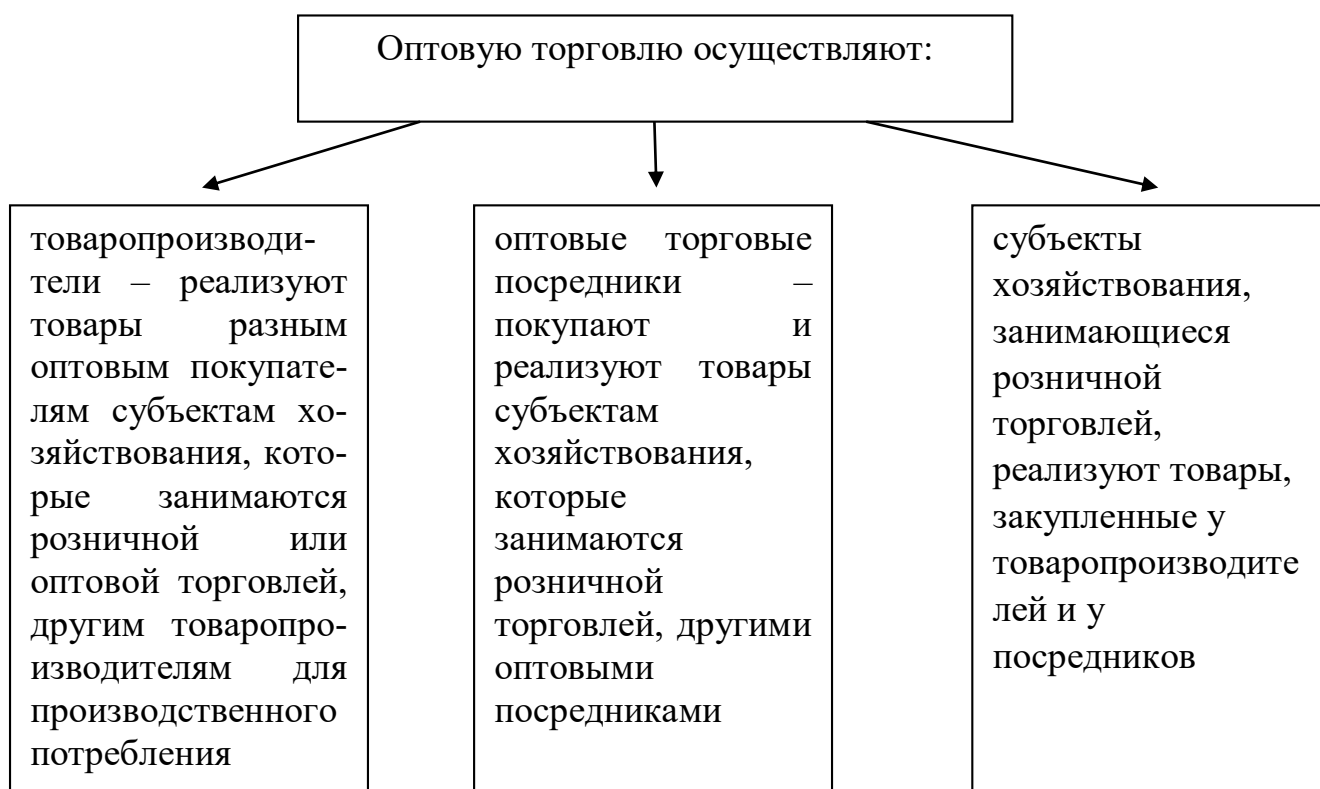 Оптовую торговлю осуществляют:
товаропроизводи-
тели – реализуют
товары разным
оптовым покупате-
лям субъектам хо-
зяйствования, кото-
рые занимаются
розничной или
оптовой торговлей,
другим товаропро-
изводителям для
производственного
потребления
оптовые торговые
посредники –
покупают и
реализуют товары
субъектам
хозяйствования,
которые
занимаются
розничной
торговлей, другими
оптовыми
посредниками
субъекты
хозяйствования,
занимающиеся
розничной
торговлей,
реализуют товары,
закупленные у
товаропроизводите
лей и у
посредников